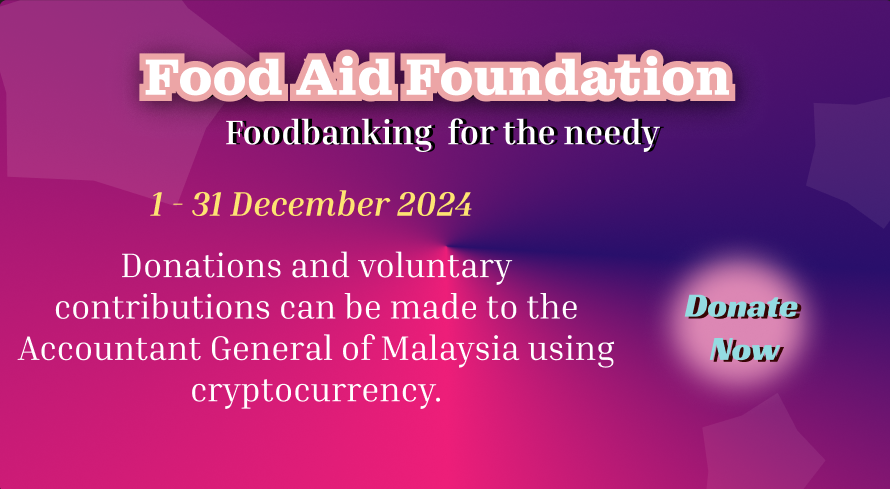 Food Aid Foundation
Foodbanking for the needy
1 - 31 December 2024
Donations and voluntary
contributions can be made to the
Accountant General of Malaysia using
cryptocurrency.
Donate
Now